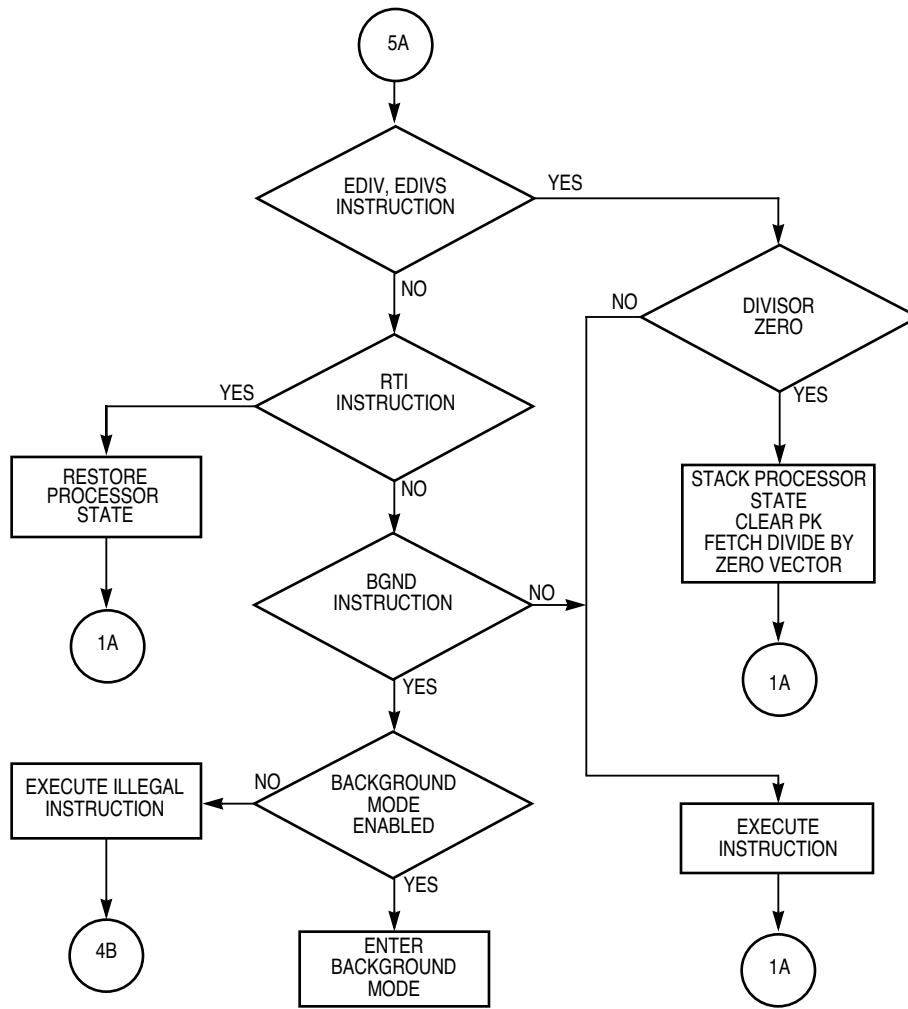 5A
EDIV, EDIVS
INSTRUCTION
YES
NO
DIVISOR
ZERO
NO
YES
RTI
INSTRUCTION
YES
NO
RESTORE
PROCESSOR
STATE
STACK PROCESSOR
STATE
CLEAR PK
FETCH DIVIDE BY
ZERO VECTOR
BGND
INSTRUCTION
NO
YES
1A
1A
BACKGROUND
MODE
ENABLED
NO
YES
EXECUTE ILLEGAL
INSTRUCTION
EXECUTE
INSTRUCTION
4B
ENTER
BACKGROUND
MODE
1A